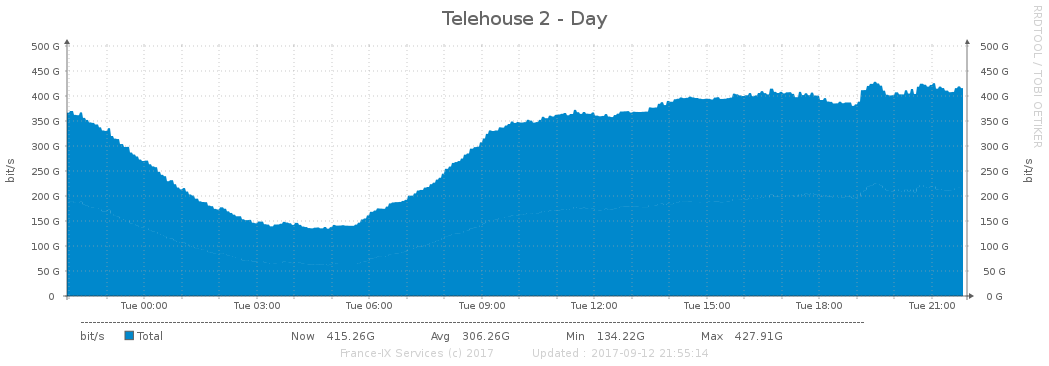 Telehouse 2 - Day
RRDTOOL / TOBI OETIKER
500 G 500 G
450 G 450 G
400 G 400 G
350 G 350 G
300 G 300 G
250 G 250 G
200 G 200 G
150 G 150 G
100 G 100 G
50 G 50 G
0 0 G
bit/s bit/s
Tue 00:00 Tue 03:00 Tue 06:00 Tue 09:00 Tue 12:00 Tue 15:00 Tue 18:00 Tue 21:00
bit/s Total Now 415.26G Avg 306.26G Min 134.22G Max 427.91G
France-IX Services (c) 2017 Updated : 2017-09-12 21:55:14